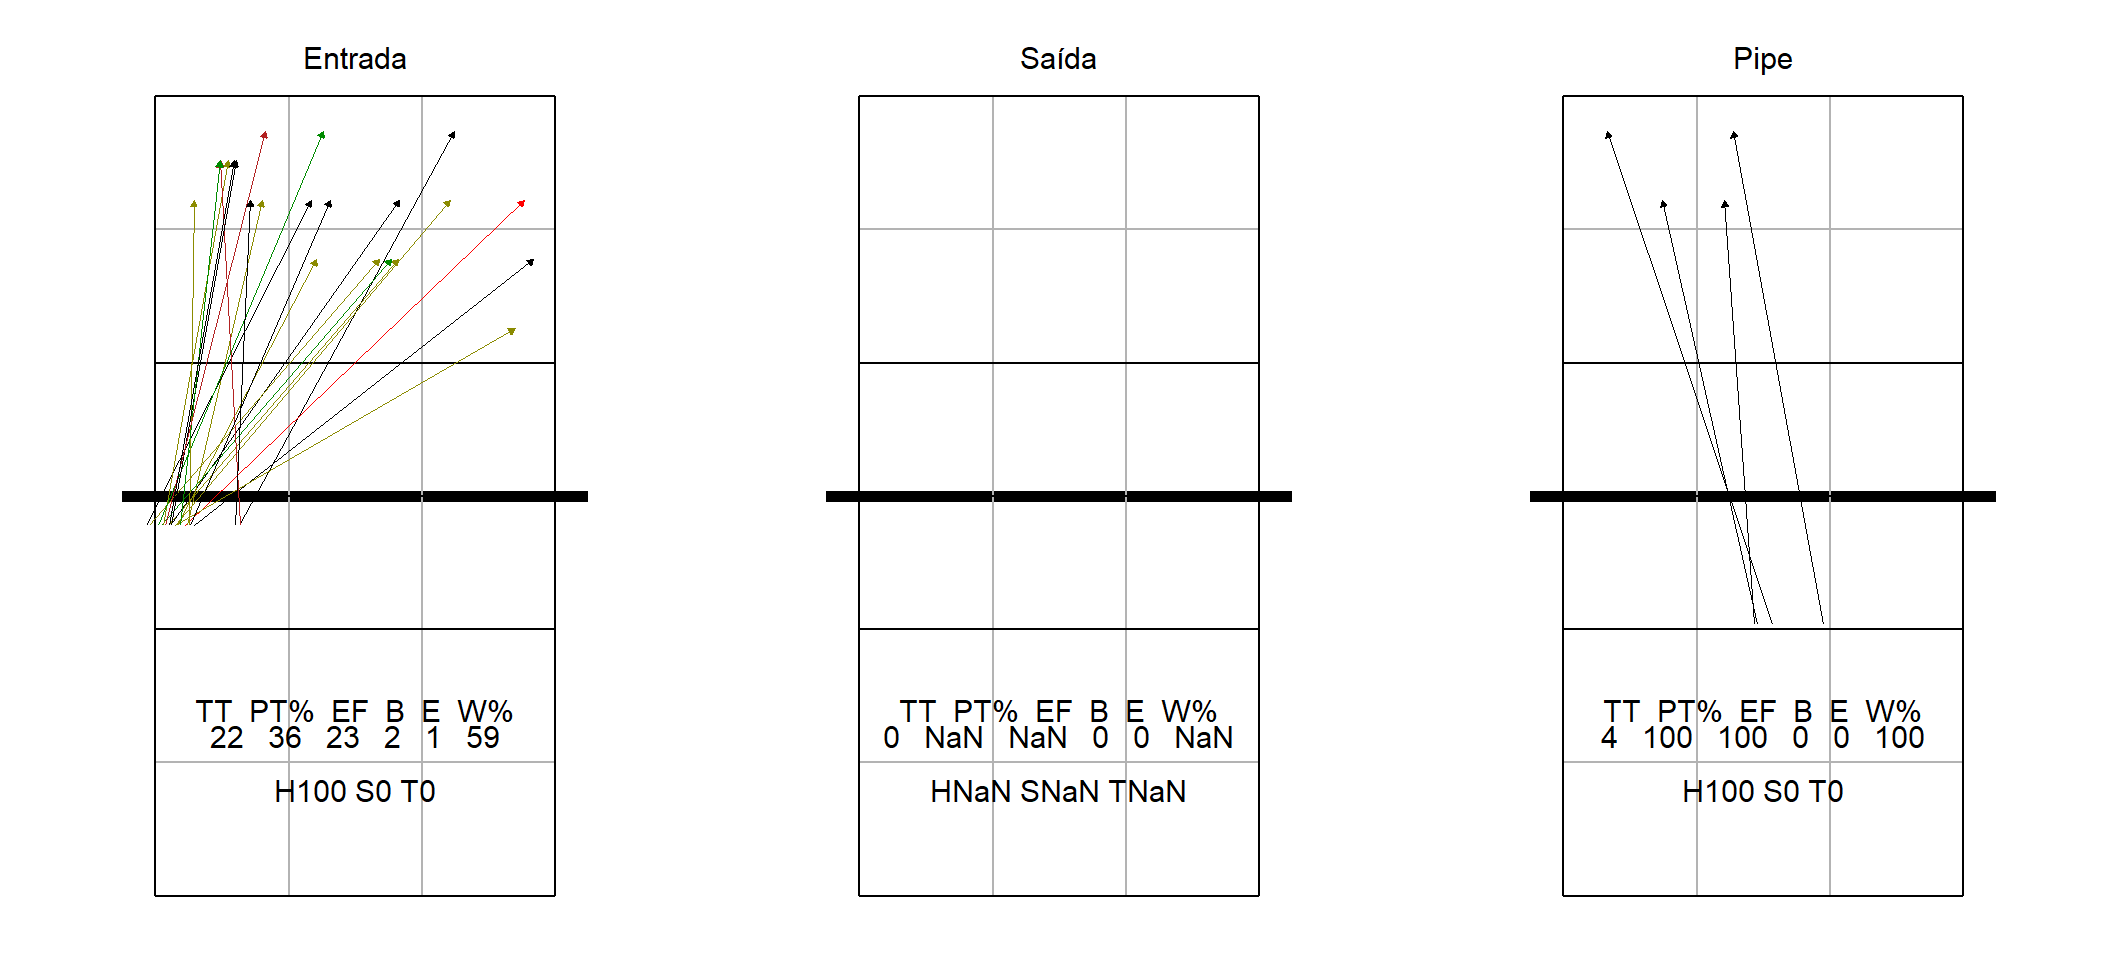 Entrada
TT PT% EF B E W%
22 36 23 2 1 59
H100 S0 T0
Saída
TT PT% EF B E W%
0 NaN NaN 0 0 NaN
HNaN SNaN TNaN
Pipe
TT PT% EF B E W%
4 100 100 0 0 100
H100 S0 T0